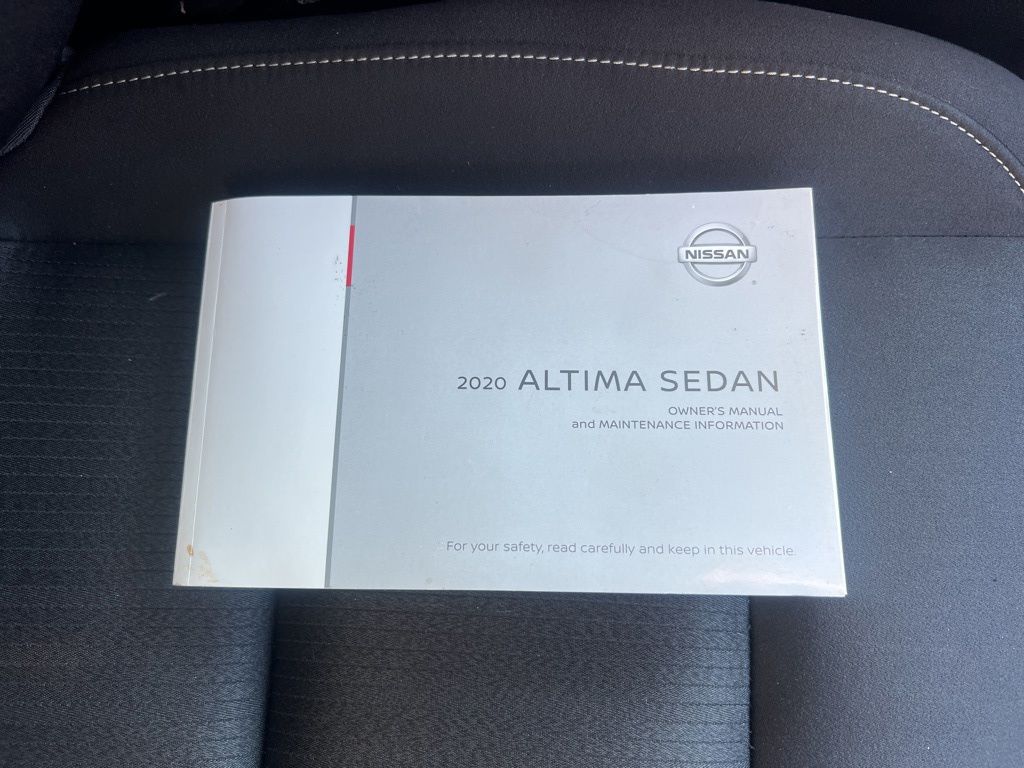 NISSAN
2020 ALTIMA SEDAN
OWNER'S MANUAL
and MAINTENANCE INFORMATION
For your safety, read carefully and keep in this vehicle.